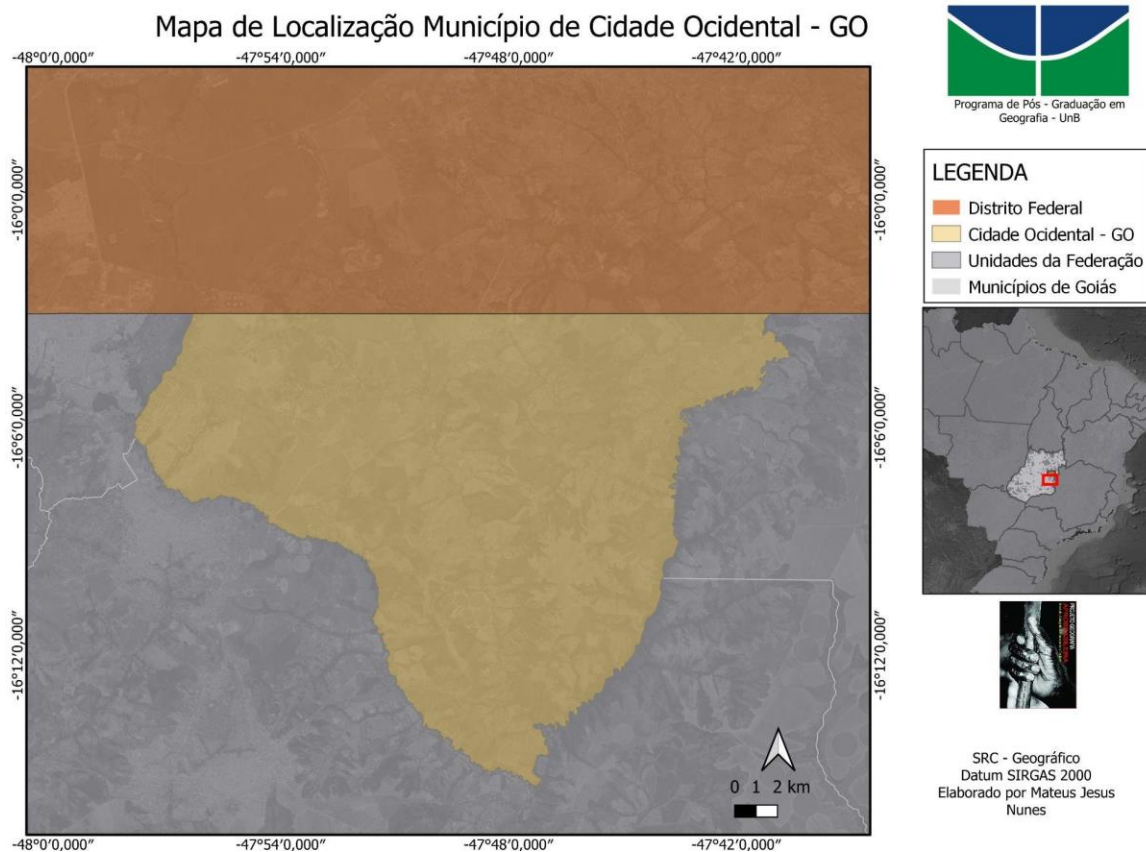 Mapa de Localização Município de Cidade Ocidental - GO
-48°0′0,000″
-47°54′0,000″
-47°48′0,000″
-47°42′0,000″
-16°0′0,000″
-16°0′0,000″
-16°6′0,000″
-16°6′0,000″
-16°12′0,000″
-16°12′0,000″
0 1 2 km
-48°0′0,000″
-47°54′0,000″
-47°48′0,000″
-47°42′0,000″
Programa de Pós - Graduação em
Geografia - UnB
LEGENDA
Distrito Federal
Cidade Ocidental - GO
Unidades da Federação
Municípios de Goiás
PROJETO GEOGRAFIA
SRC - Geográfico
Datum SIRGAS 2000
Elaborado por Mateus Jesus
Nunes